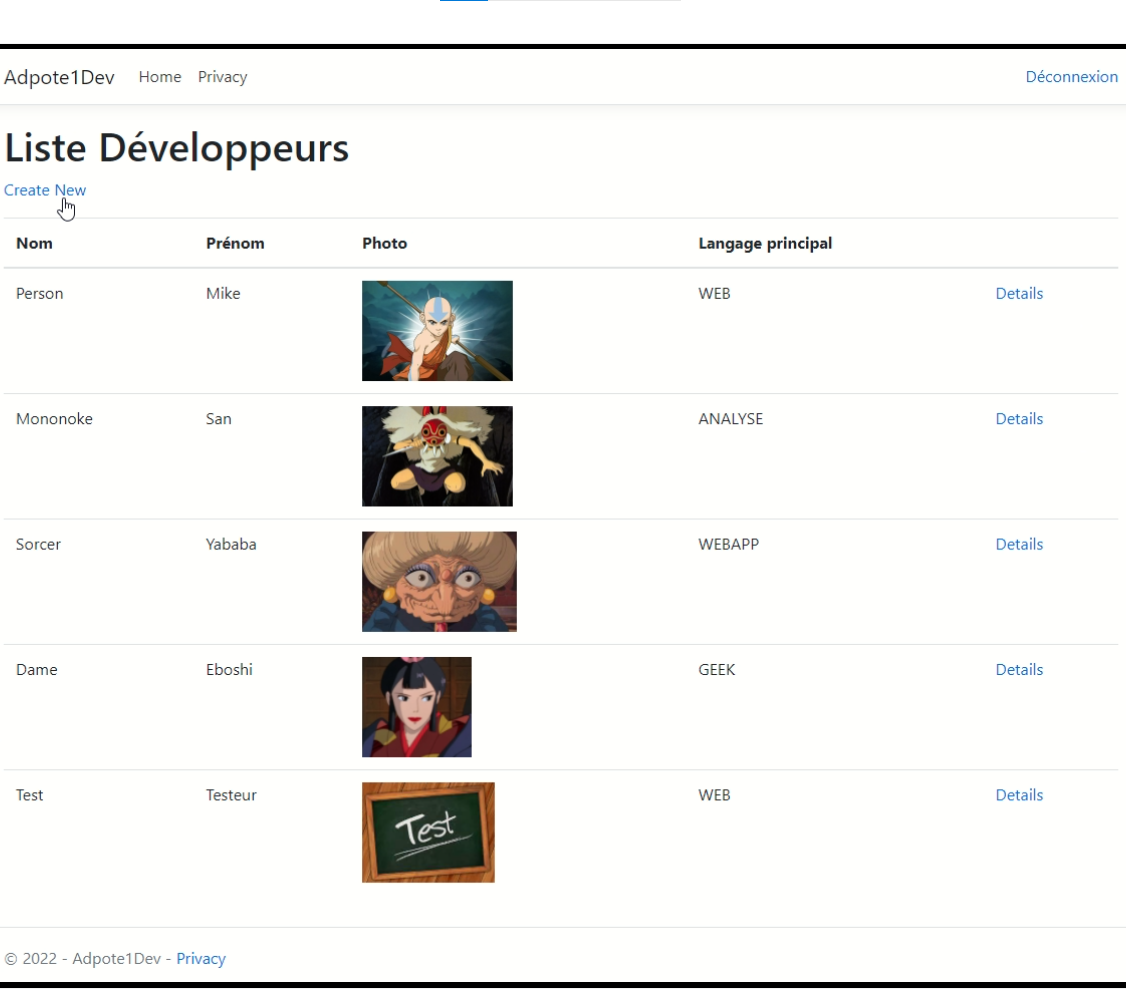 Adpote1Dev Home Privacy Déconnexion
Liste Développeurs
Create New
Nom Prénom Photo Langage principal
Person Mike WEB Details
Mononoke San ANALYSE Details
Sorcer Yababa WEBAPP Details
Dame Eboshi GEEK Details
Test Testeur WEB Details
Test
© 2022 - Adpote1Dev - Privacy